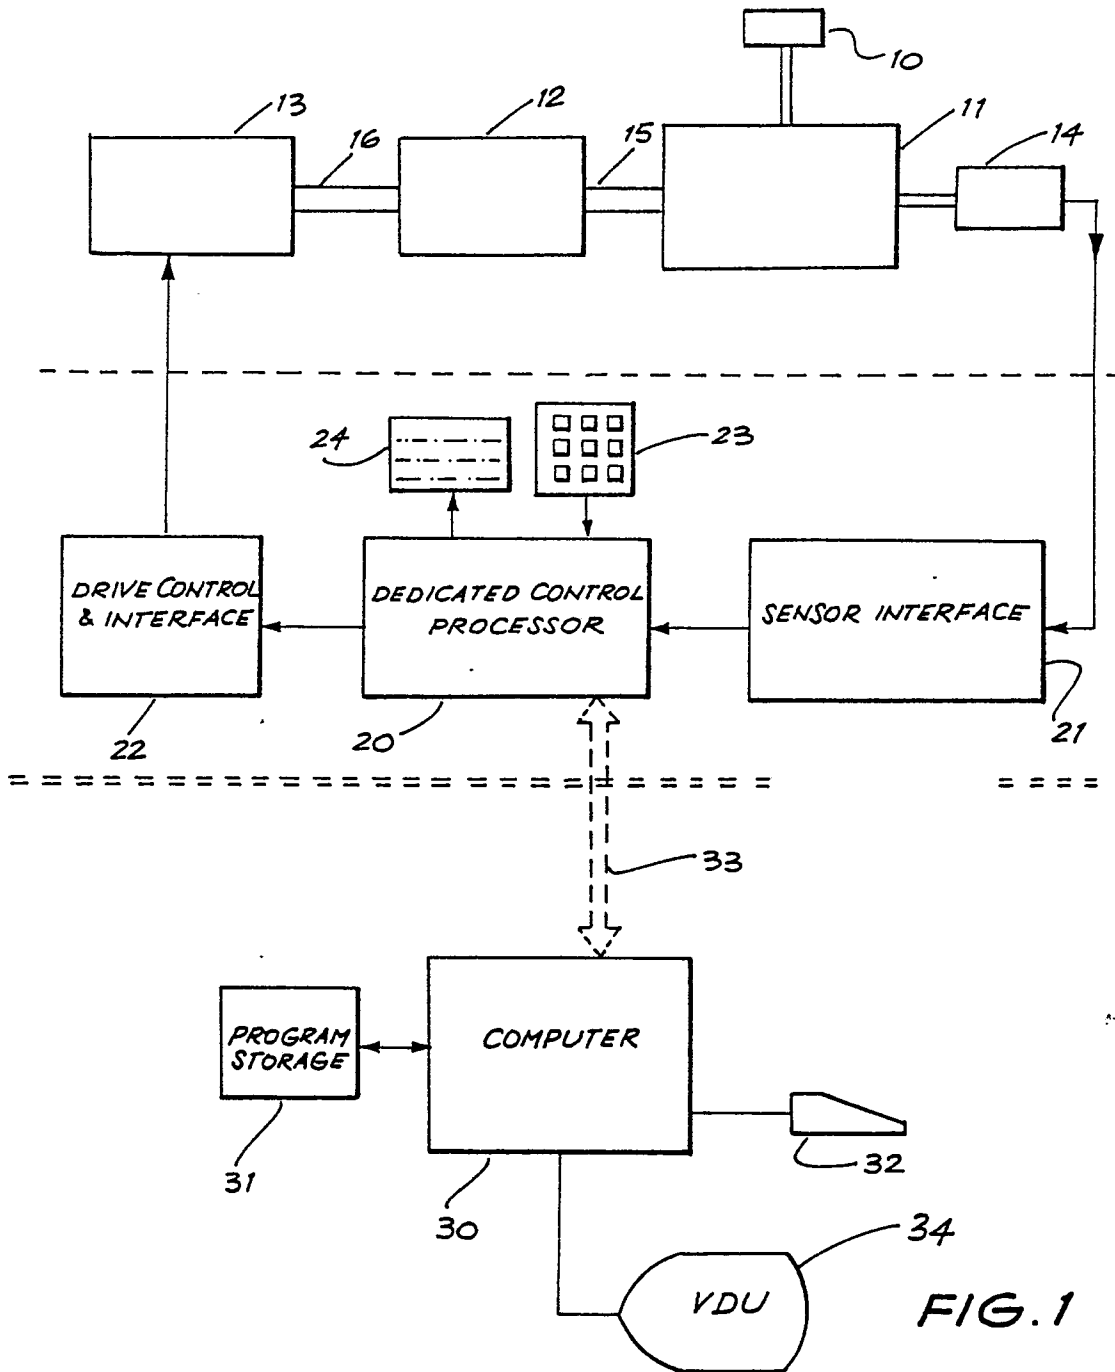 10
13
12
11
16
15
14
24
23
DRIVE CONTROL
& INTERFACE
DEDICATED CONTROL
PROCESSOR
SENSOR INTERFACE
22
20
21
33
PROGRAM
STORAGE
COMPUTER
31
30
32
34
VDU
FIG. 1